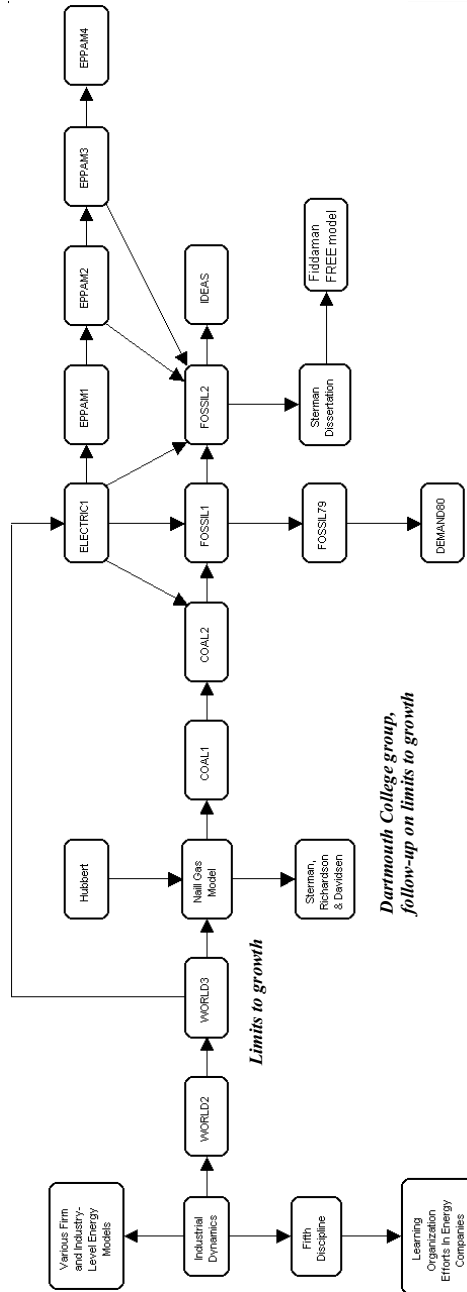 Various Firm
and Industry-
Level Energy
Models
Industrial
Dynamics
Fifth
Discipline
Learning
Organization
Efforts In Energy
Companies
WORLD2
WORLD3
Limits to growth
Hubbert
Naill Gas
Model
Sterman,
Richardson
& Davidsen
Dartmouth College group,
follow-up on limits to growth
COAL1
COAL2
ELECTRIC1
FOSSIL1
FOSSIL79
DEMAND80
EPPAM1
EPPAM2
EPPAM3
EPPAM4
FOSSIL2
IDEAS
Sterman
Dissertation
Fiddaman
FREE model